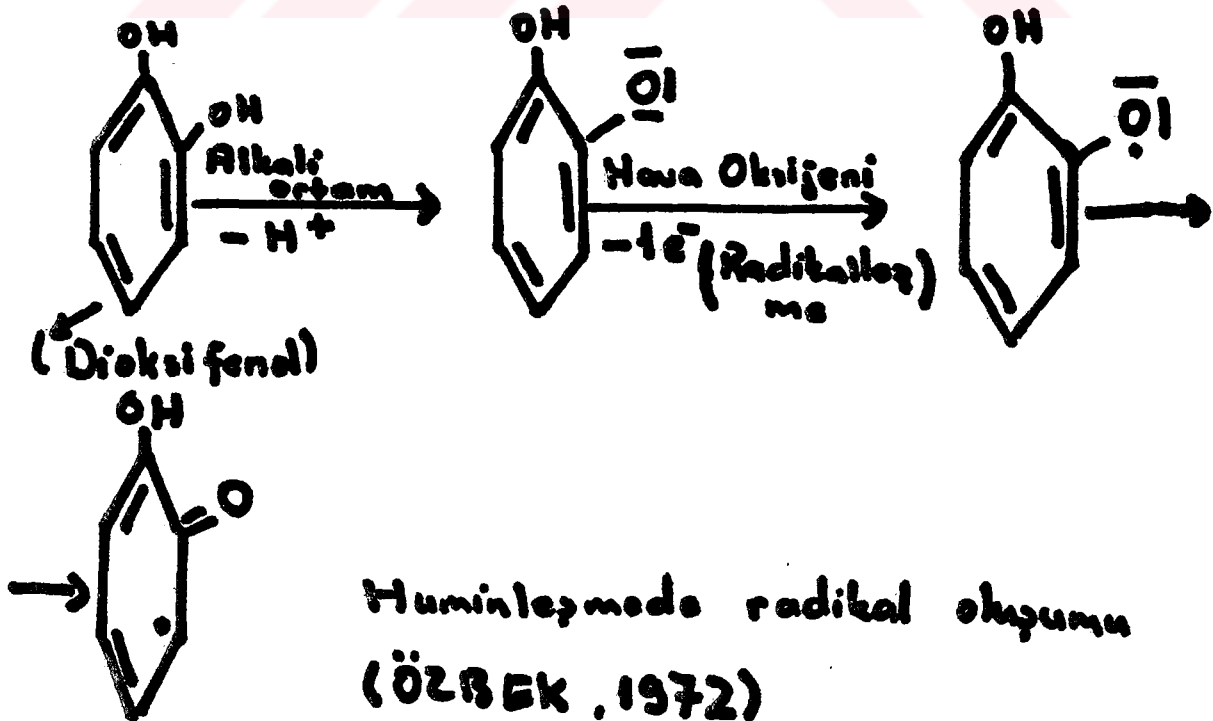 OH
OH
Alkali
ortam
- H⁺
(Dioksifenol)
OH
Ō|
Hava Oksijeni
-1e⁻ (Radikalleş)
me
OH
Ō|
OH
O
Huminleşmede radikal oluşumu
(ÖZBEK, 1972)